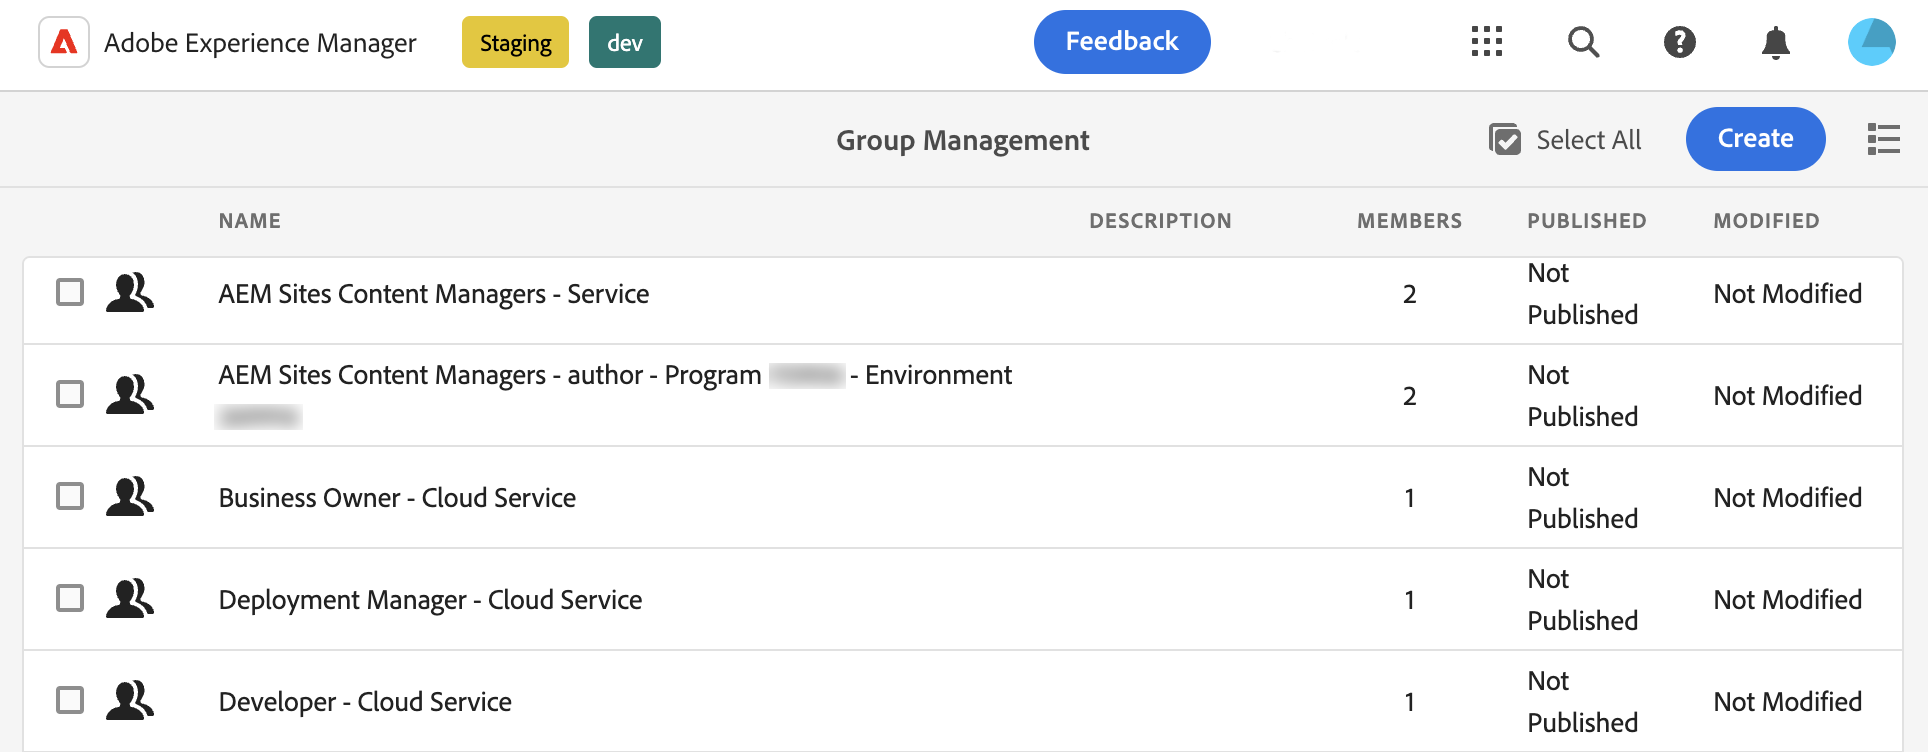 Adobe Experience Manager
Staging
dev
Feedback
Group Management
Select All
Create
NAME
DESCRIPTION
MEMBERS
PUBLISHED
MODIFIED
AEM Sites Content Managers - Service
2
Not
Published
Not Modified
AEM Sites Content Managers - author - Program - Environment
2
Not
Published
Not Modified
Business Owner - Cloud Service
1
Not
Published
Not Modified
Deployment Manager - Cloud Service
1
Not
Published
Not Modified
Developer - Cloud Service
1
Not
Published
Not Modified